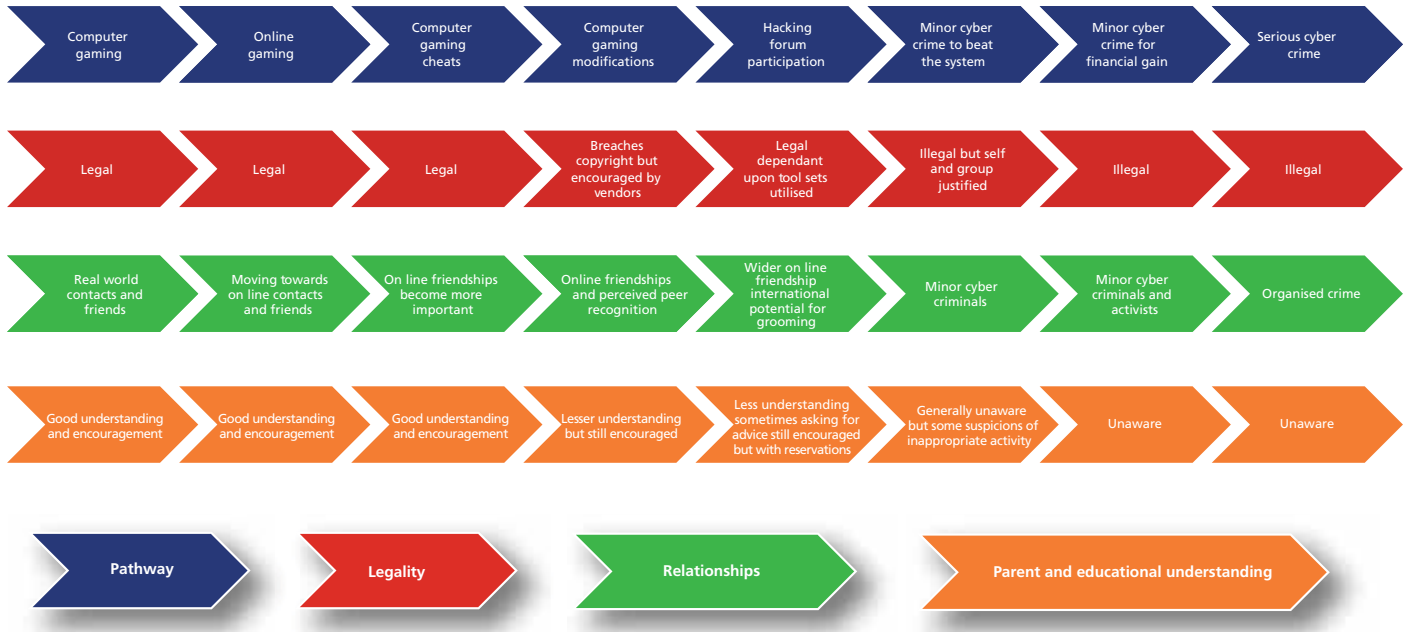 Computer
gaming
Online
gaming
Computer
gaming
cheats
Computer
gaming
modifications
Hacking
forum
participation
Minor cyber
crime to beat
the system
Minor cyber
crime for
financial gain
Serious cyber
crime
Legal
Legal
Legal
Breaches
copyright but
encouraged by
vendors
Legal
dependant
upon tool sets
utilised
Illegal but self
and group
justified
Illegal
Illegal
Real world
contacts and
friends
Moving towards
on line contacts
and friends
On line friendships
become more
important
Online friendships
and perceived peer
recognition
Wider on line
friendship
international
potential for
grooming
Minor cyber
criminals
Minor cyber
criminals and
activists
Organised crime
Good understanding
and encouragement
Good understanding
and encouragement
Good understanding
and encouragement
Lesser understanding
but still encouraged
Less understanding
sometimes asking for
advice still encouraged
but with reservations
Generally unaware
but some suspicions of
inappropriate activity
Unaware
Unaware
Pathway
Legality
Relationships
Parent and educational understanding